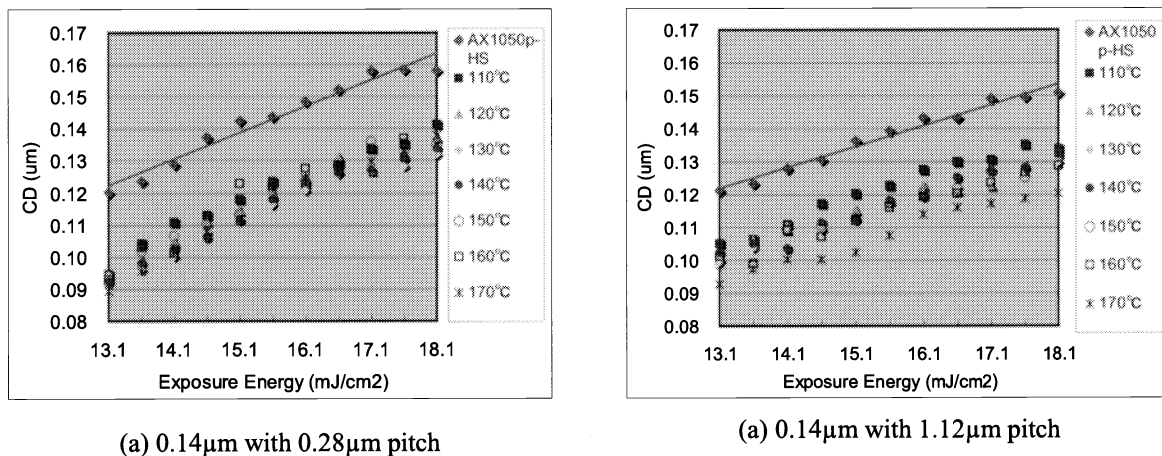 0.17
0.16
0.15
0.14
0.13
0.12
0.11
0.10
0.09
0.08
CD (um)
13.1 14.1 15.1 16.1 17.1 18.1
Exposure Energy (mJ/cm2)
AX1050p-
HS
110°C
120°C
130°C
140°C
150°C
160°C
170°C
(a) 0.14µm with 0.28µm pitch
0.17
0.16
0.15
0.14
0.13
0.12
0.11
0.10
0.09
0.08
CD (um)
13.1 14.1 15.1 16.1 17.1 18.1
Exposure Energy (mJ/cm2)
AX1050
p-HS
110°C
120°C
130°C
140°C
150°C
160°C
170°C
(a) 0.14µm with 1.12µm pitch